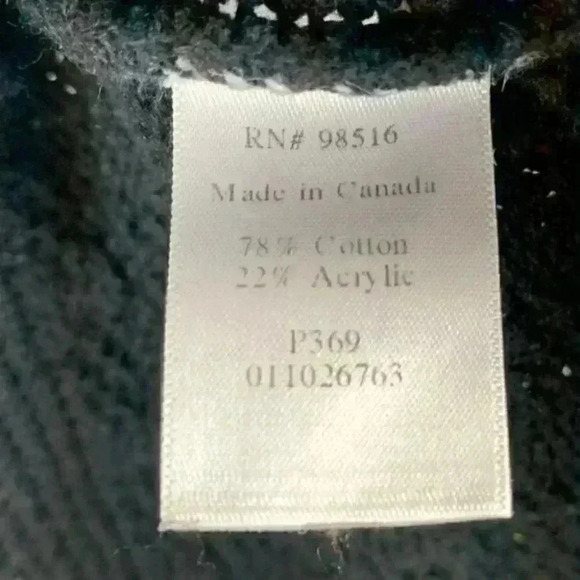 RN# 98516
Made in Canada
78% Cotton
22% Acrylic
P369
011026763